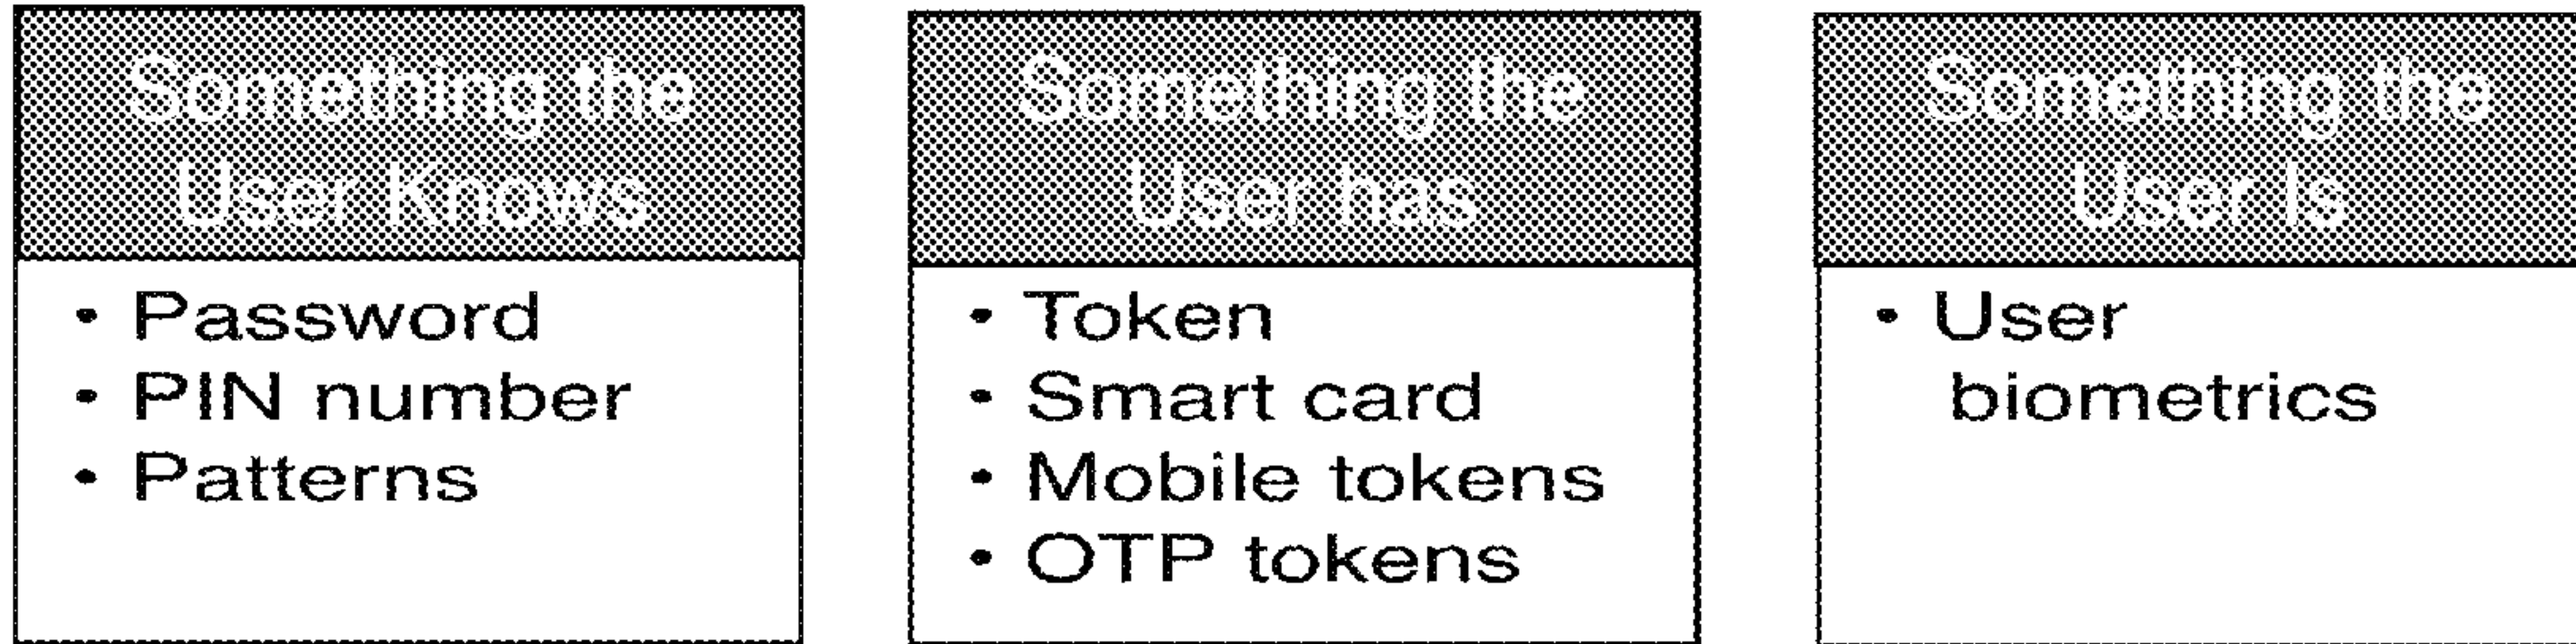 Something the
User Knows
• Password
• PIN number
• Patterns
Something the
User has
• Token
• Smart card
• Mobile tokens
• OTP tokens
Something the
User Is
• User
biometrics